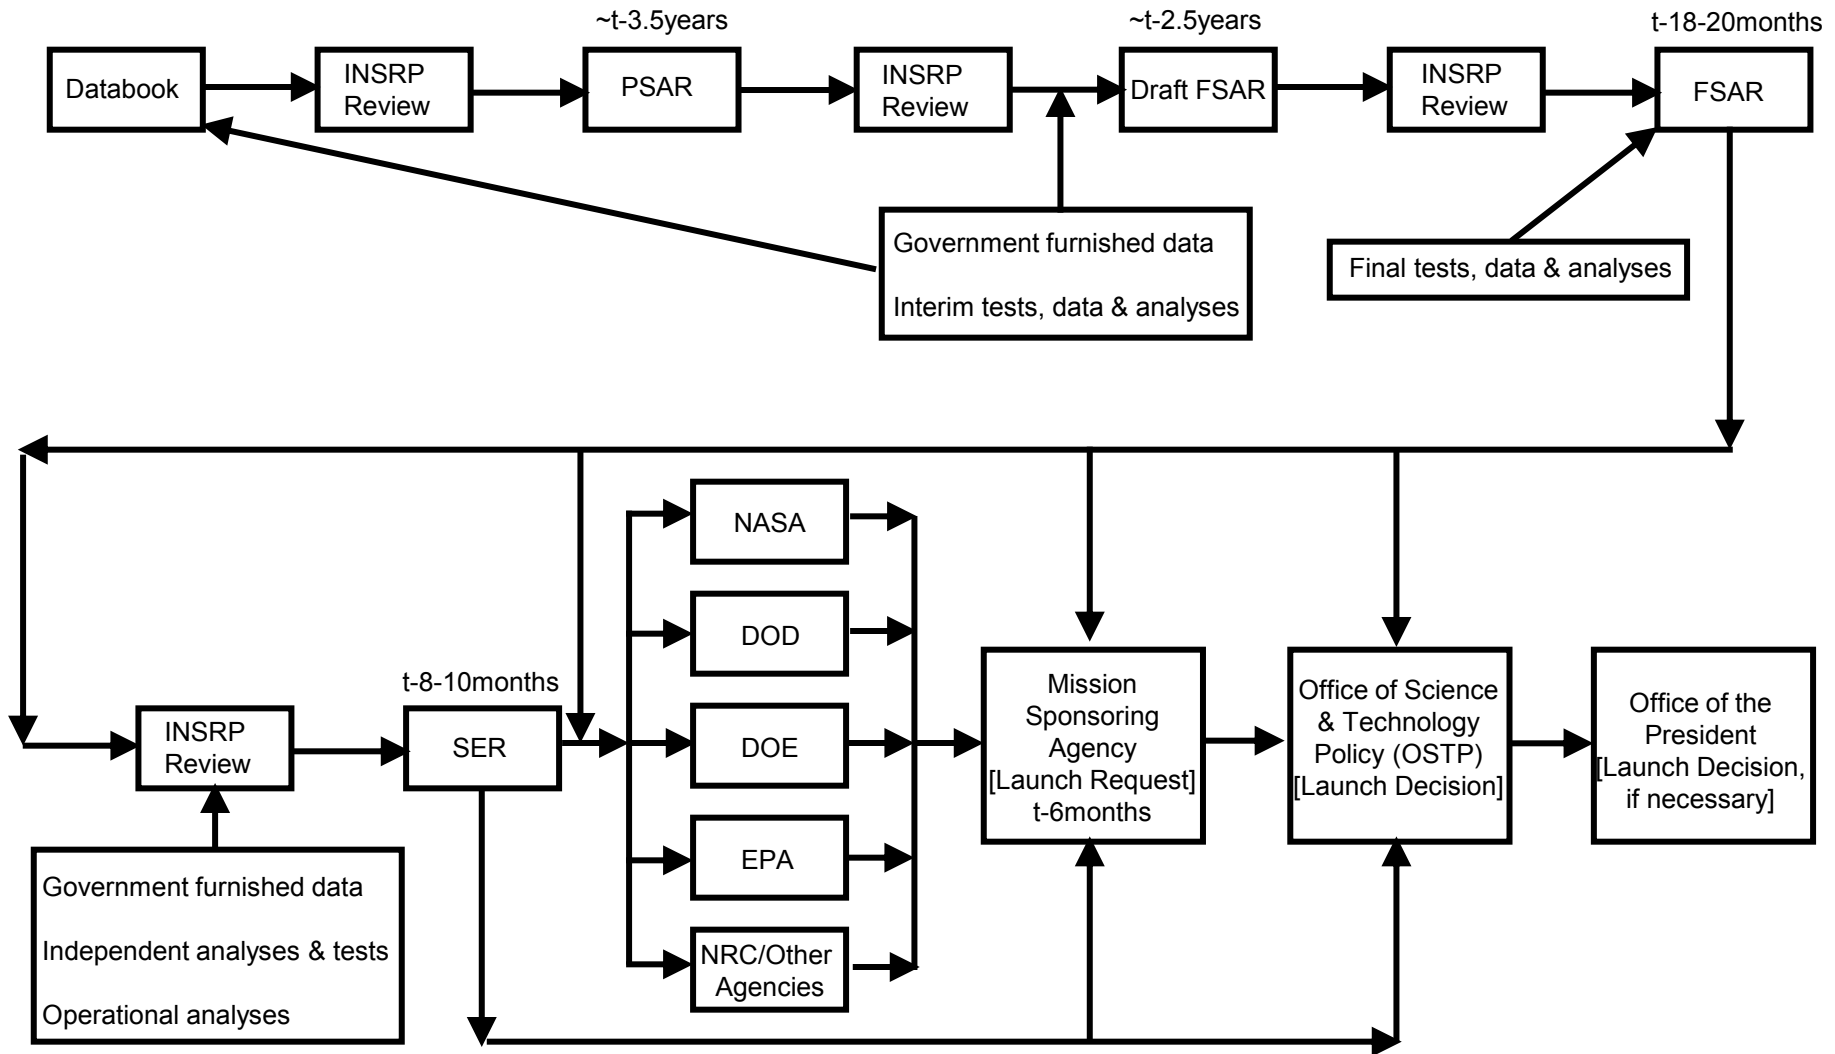 ~t-3.5years
~t-2.5years
t-18-20months
Databook
INSRP
Review
PSAR
INSRP
Review
Draft FSAR
INSRP
Review
FSAR
Government furnished data
Interim tests, data & analyses
Final tests, data & analyses
NASA
DOD
DOE
EPA
NRC/Other
Agencies
t-8-10months
INSRP
Review
SER
Mission
Sponsoring
Agency
[Launch Request]
t-6months
Office of Science
& Technology
Policy (OSTP)
[Launch Decision]
Office of the
President
[Launch Decision,
if necessary]
Government furnished data
Independent analyses & tests
Operational analyses